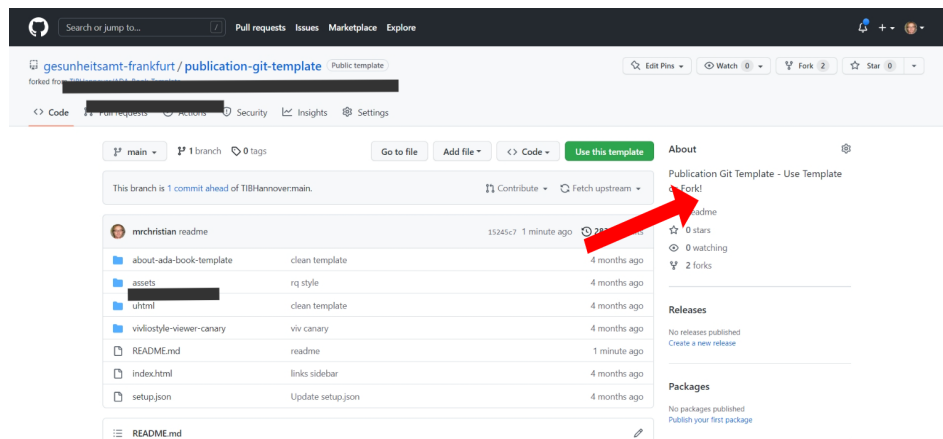 Search or jump to... /
Pull requests Issues Marketplace Explore
gesunheitsamt-frankfurt / publication-git-template Public template
Edit Pins Watch 0 Fork 2 Star 0
forked from
Code Security Insights Settings
main 1 branch 0 tags Go to file Add file Code Use this template
This branch is 1 commit ahead of TIBHannover:main. Contribute Fetch upstream
mrchristian readme 15245c7 1 minute ago
about-ada-book-template clean template 4 months ago
assets rq style 4 months ago
uhtml clean template 4 months ago
vivliostyle-viewer-canary viv canary 4 months ago
README.md readme 1 minute ago
index.html links sidebar 4 months ago
setup.json Update setup.json 4 months ago
README.md
About
Publication Git Template - Use Template
Fork!
0 stars
0 watching
2 forks
Releases
No releases published
Create a new release
Packages
No packages published
Publish your first package